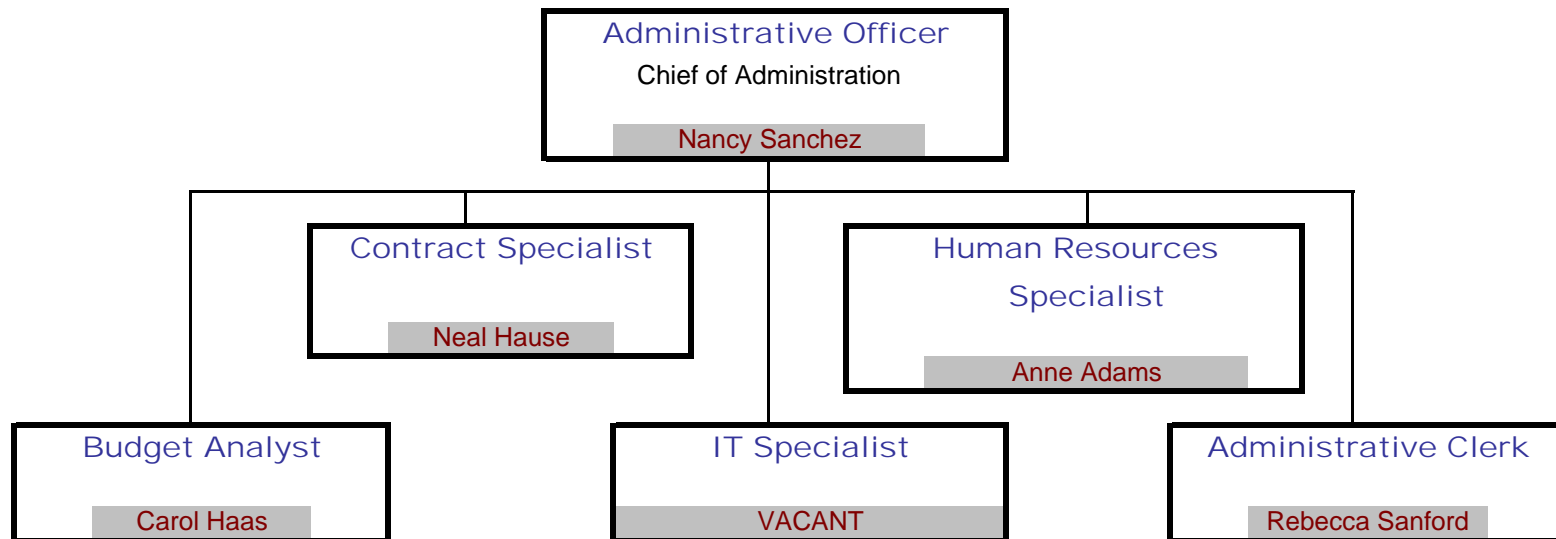 Administrative Officer
Chief of Administration
Nancy Sanchez
Contract Specialist
Neal Hause
Human Resources
Specialist
Anne Adams
Budget Analyst
Carol Haas
IT Specialist
VACANT
Administrative Clerk
Rebecca Sanford